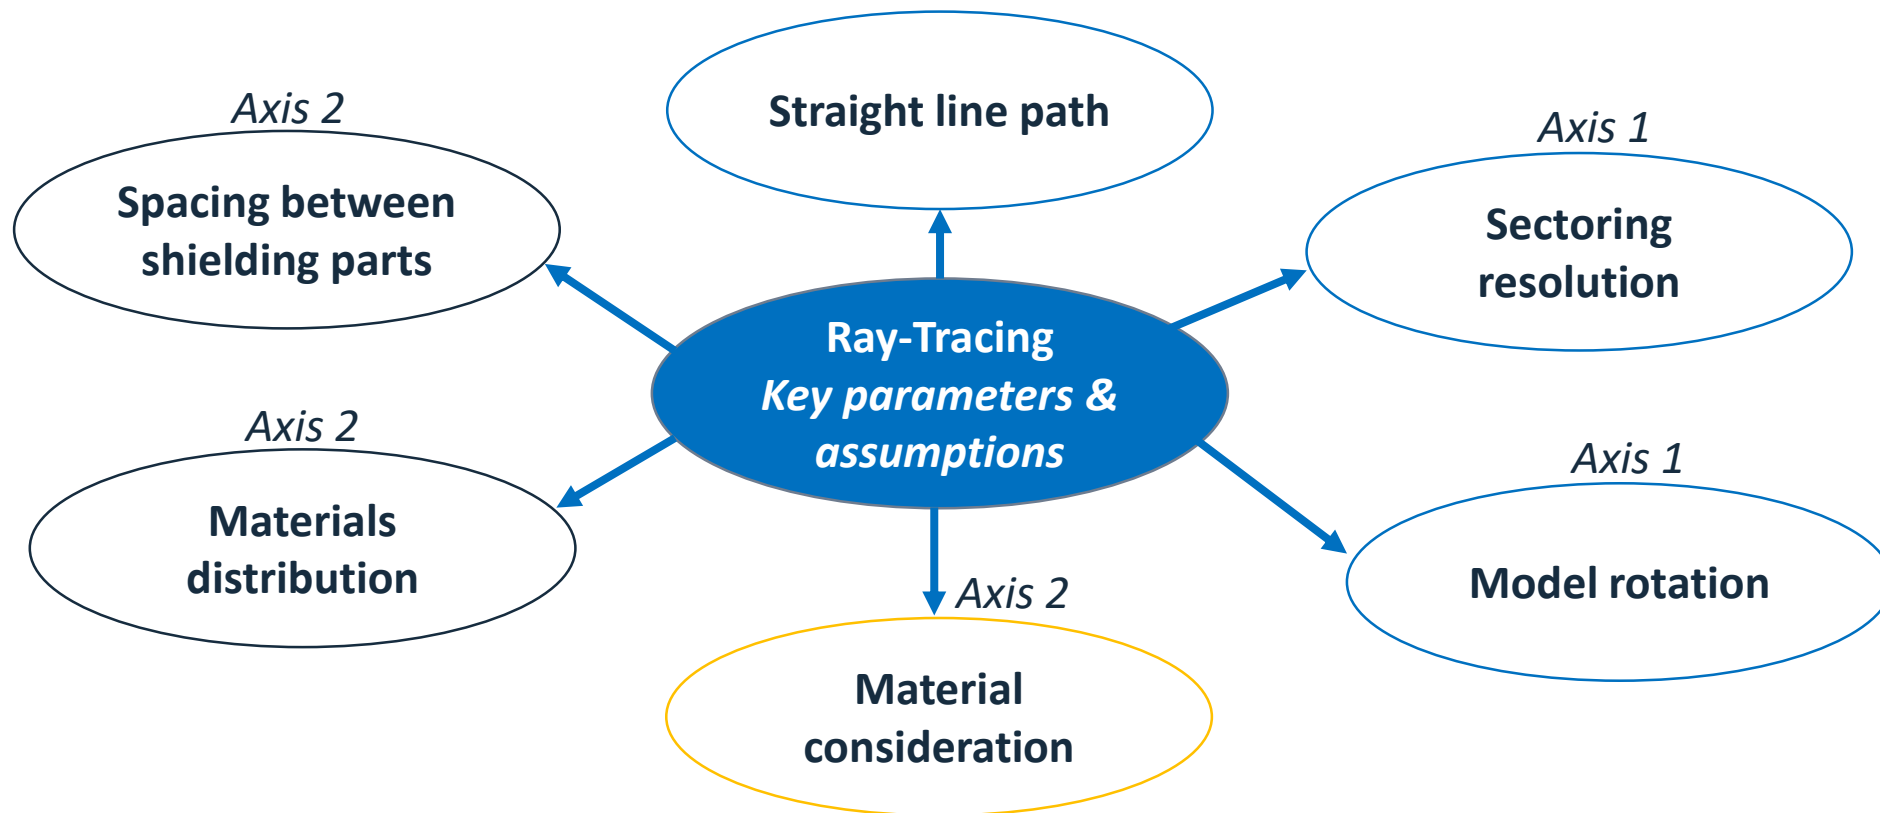 Straight line path
Axis 2
Spacing between
shielding parts
Axis 1
Sectoring
resolution
Ray-Tracing
Key parameters &
assumptions
Axis 2
Materials
distribution
Axis 1
Model rotation
Axis 2
Material
consideration